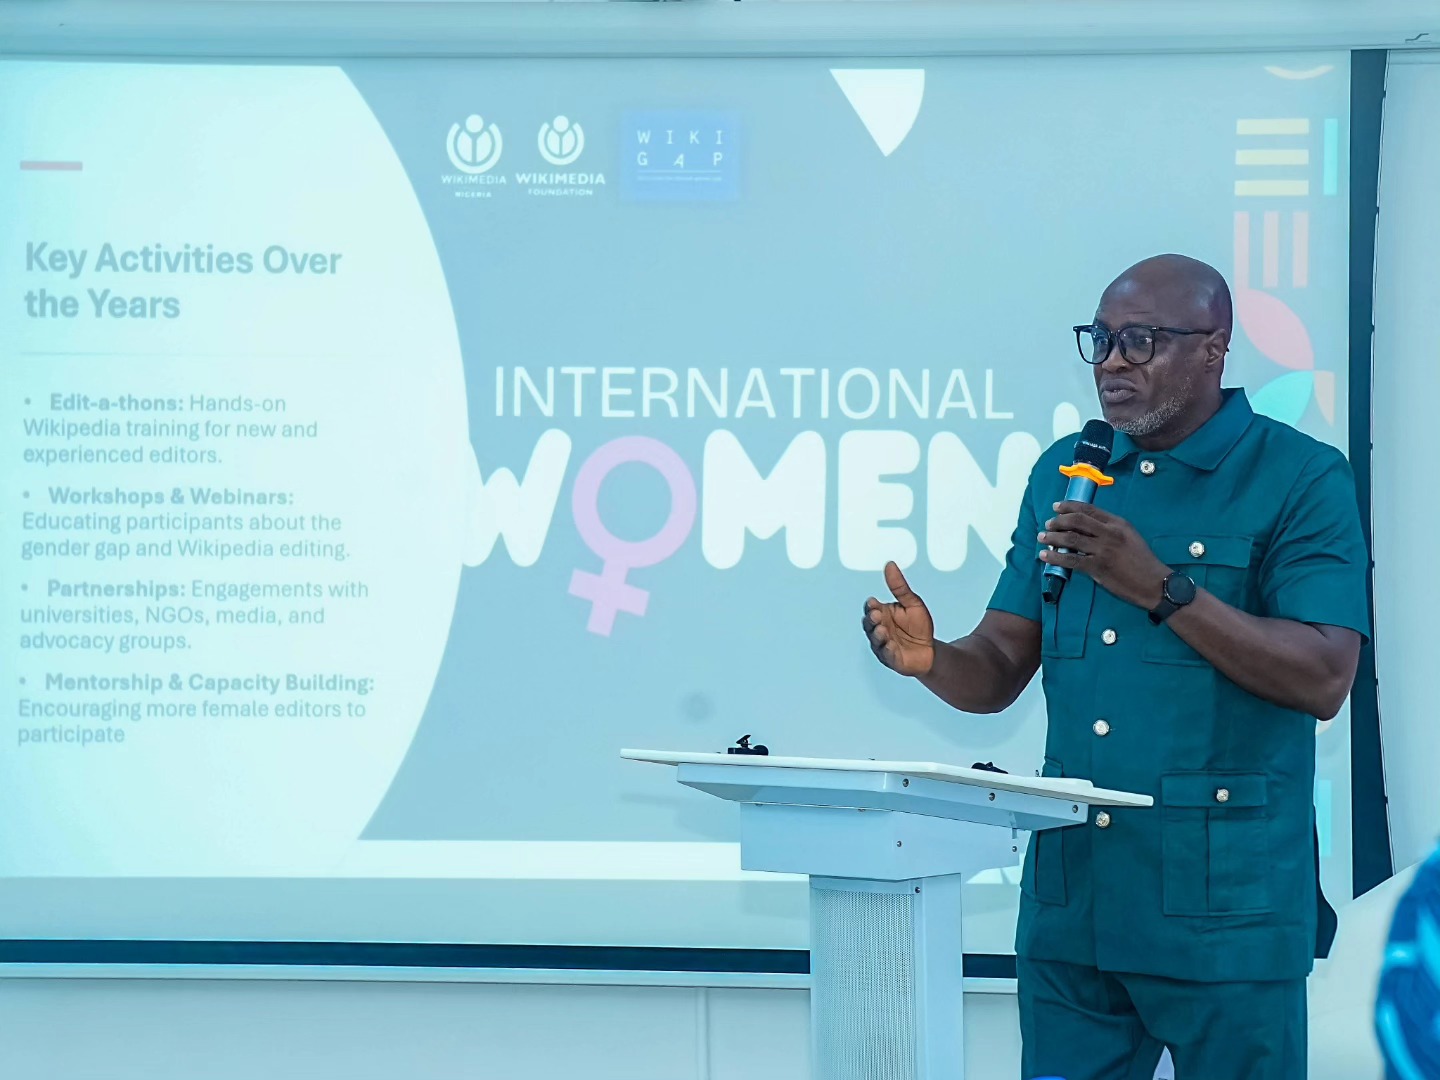 WIKIMEDIA
NIGERIA
WIKIMEDIA
FOUNDATION
WIKI
GAP
Key Activities Over
the Years
• Edit-a-thons: Hands-on
Wikipedia training for new and
experienced editors.
• Workshops & Webinars:
Educating participants about the
gender gap and Wikipedia editing.
• Partnerships: Engagements with
universities, NGOs, media, and
advocacy groups.
• Mentorship & Capacity Building:
Encouraging more female editors to
participate
INTERNATIONAL
WOMEN'